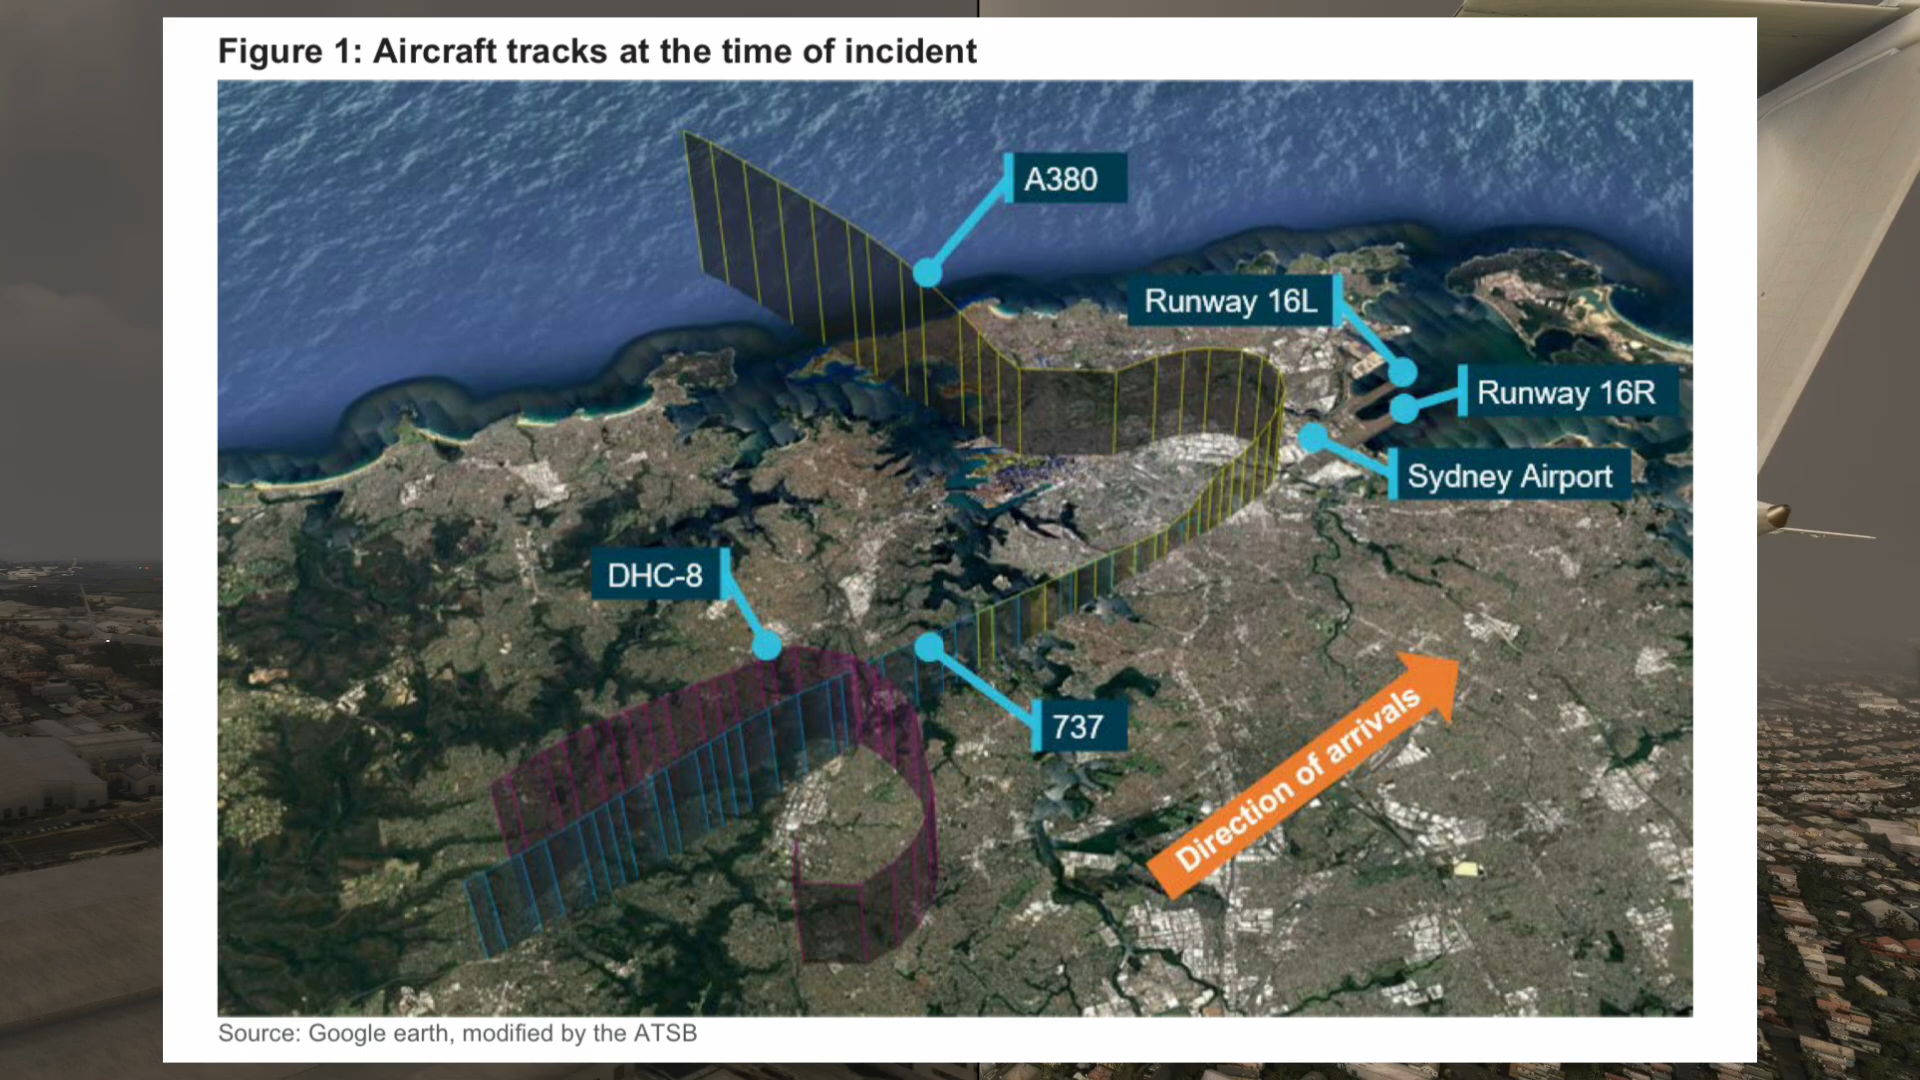 Figure 1: Aircraft tracks at the time of incident
A380
Runway 16L
Runway 16R
Sydney Airport
DHC-8
737
Direction of arrivals
Source: Google earth, modified by the ATSB